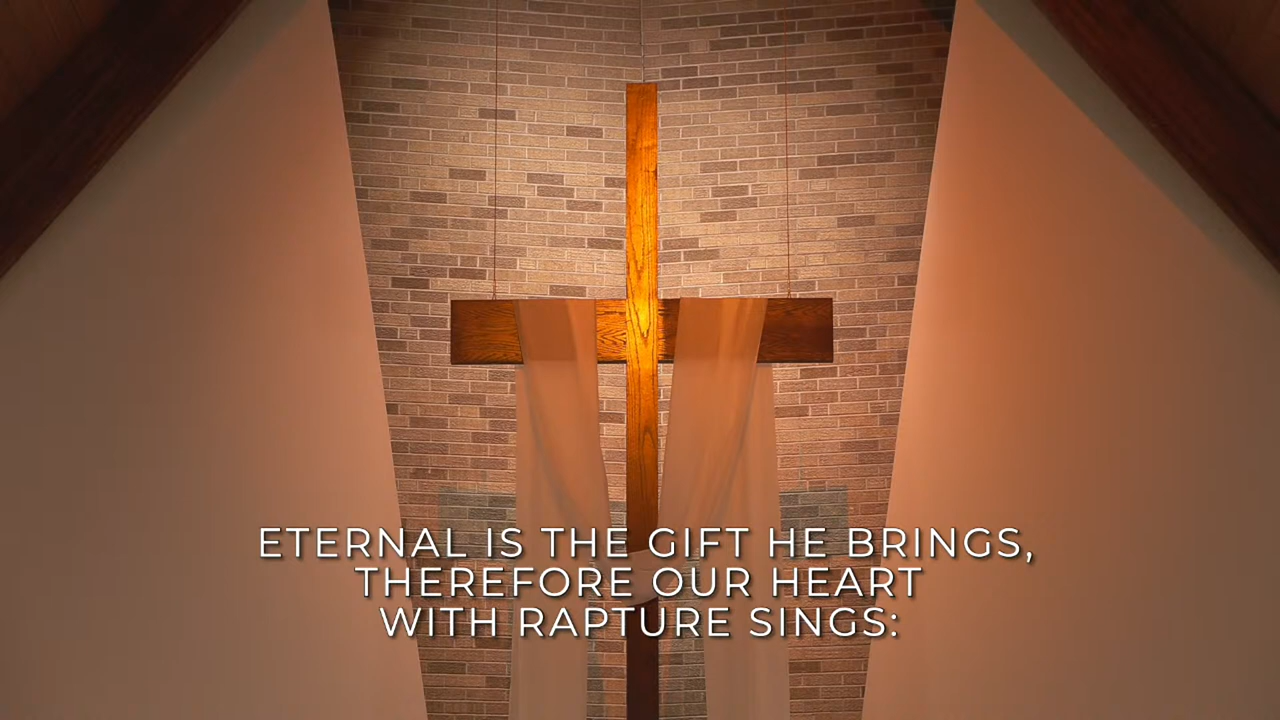 ETERNAL IS THE GIFT HE BRINGS,
THEREFORE OUR HEART
WITH RAPTURE SINGS: